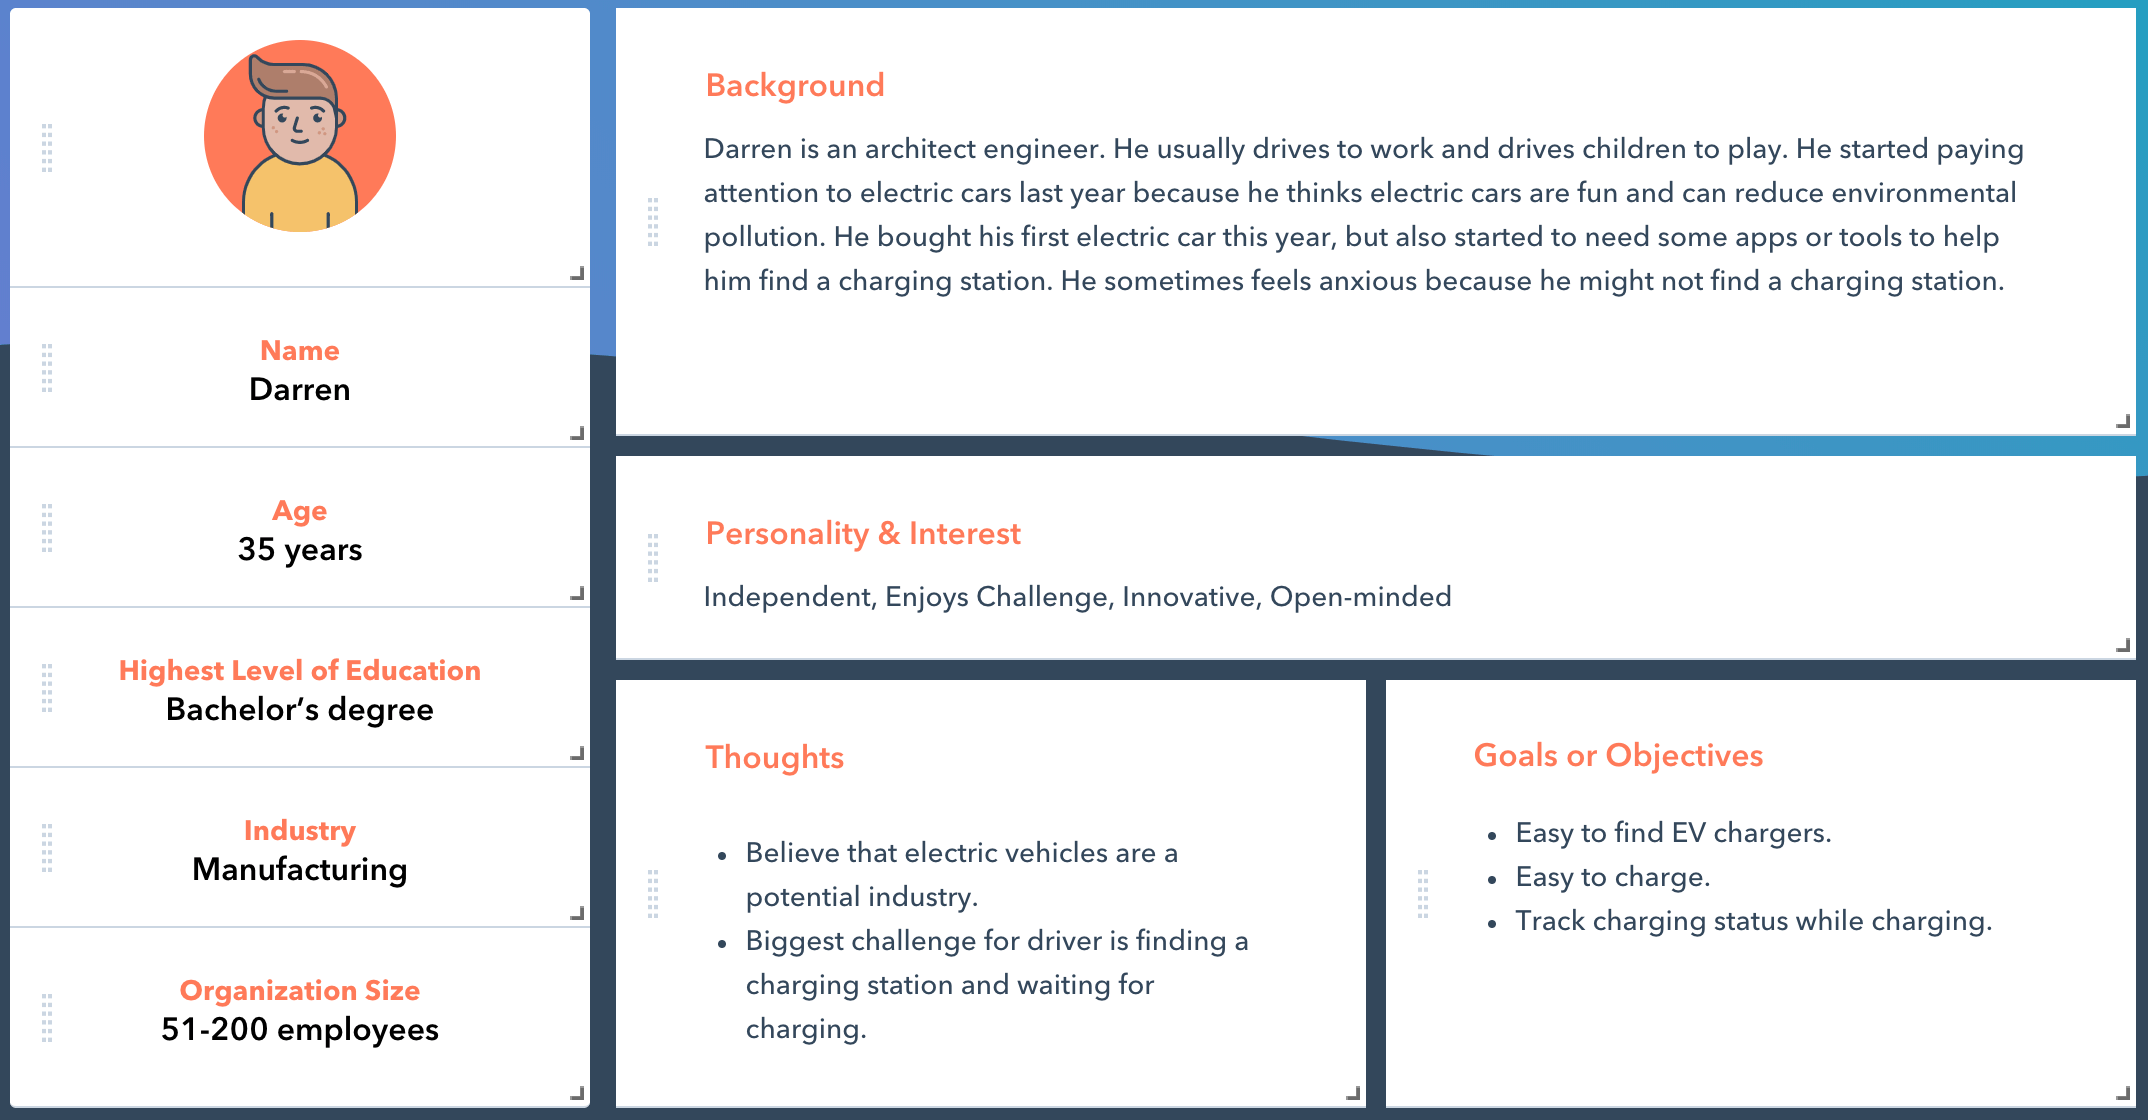 Name
Darren
Age
35 years
Highest Level of Education
Bachelor’s degree
Industry
Manufacturing
Organization Size
51-200 employees
Background
Darren is an architect engineer. He usually drives to work and drives children to play. He started paying
attention to electric cars last year because he thinks electric cars are fun and can reduce environmental
pollution. He bought his first electric car this year, but also started to need some apps or tools to help
him find a charging station. He sometimes feels anxious because he might not find a charging station.
Personality & Interest
Independent, Enjoys Challenge, Innovative, Open-minded
Thoughts
• Believe that electric vehicles are a
potential industry.
• Biggest challenge for driver is finding a
charging station and waiting for
charging.
Goals or Objectives
• Easy to find EV chargers.
• Easy to charge.
• Track charging status while charging.